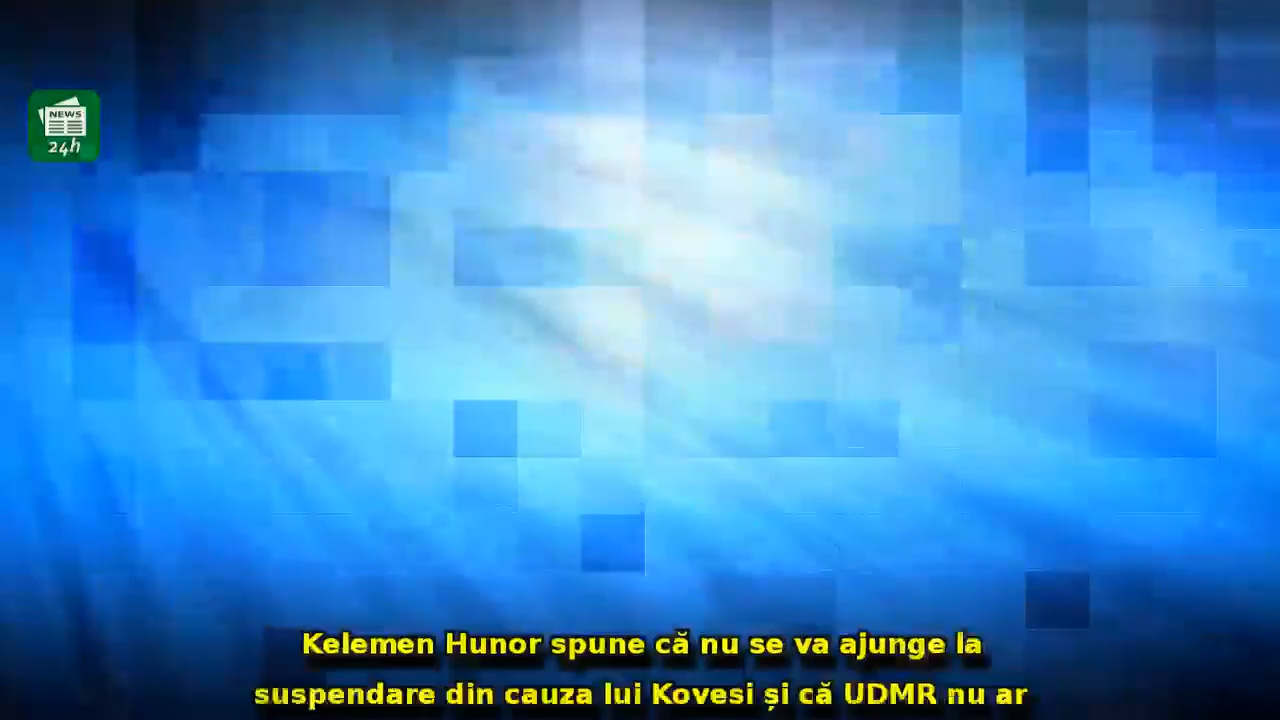 NEWS
24h
Kelemen Hunor spune că nu se va ajunge la
suspendare din cauza lui Kovesi și că UDMR nu ar